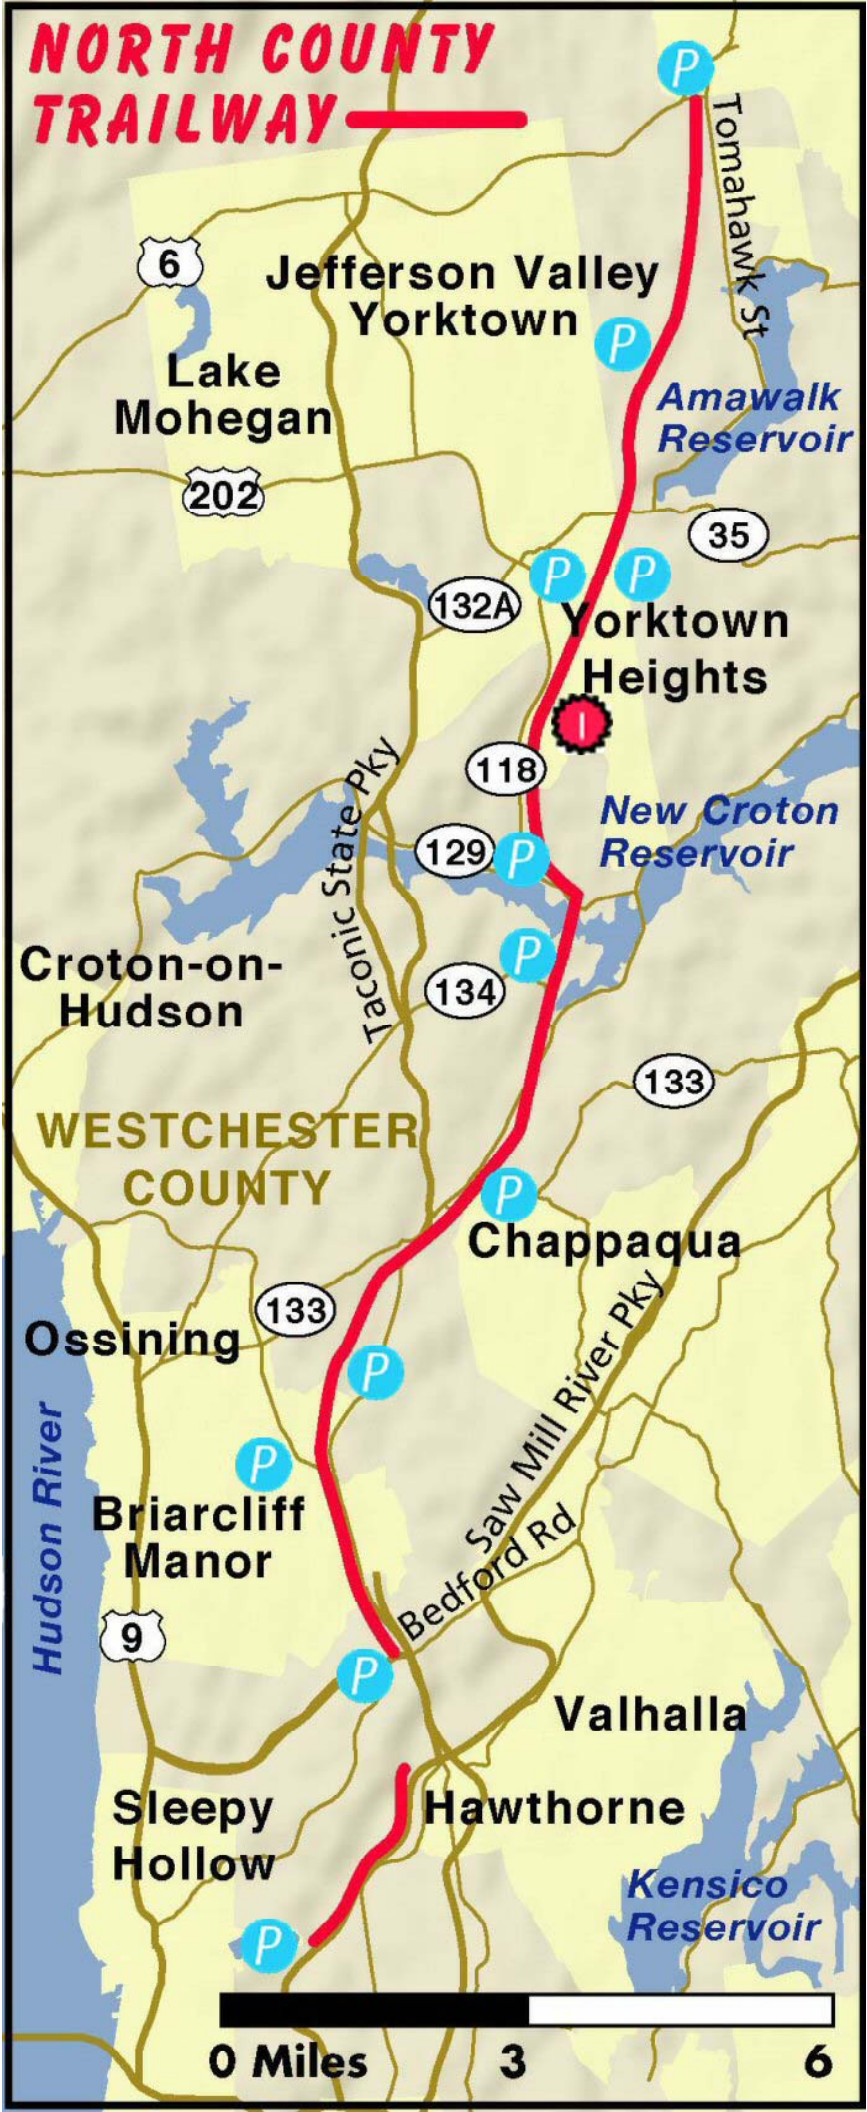 NORTH COUNTY
TRAILWAY
P
Tomahawk St
6
Jefferson Valley
Yorktown
P
Lake
Mohegan
Amawalk
Reservoir
202
35
P
P
132A
Yorktown
Heights
I
118
Taconic State Pky
New Croton
Reservoir
129
P
Croton-on-
Hudson
P
134
133
WESTCHESTER
COUNTY
P
Chappaqua
133
Ossining
P
Saw Mill River Pky
Hudson River
P
Briarcliff
Manor
Bedford Rd
9
P
Valhalla
Sleepy
Hollow
Hawthorne
Kensico
Reservoir
P
0 Miles 3 6